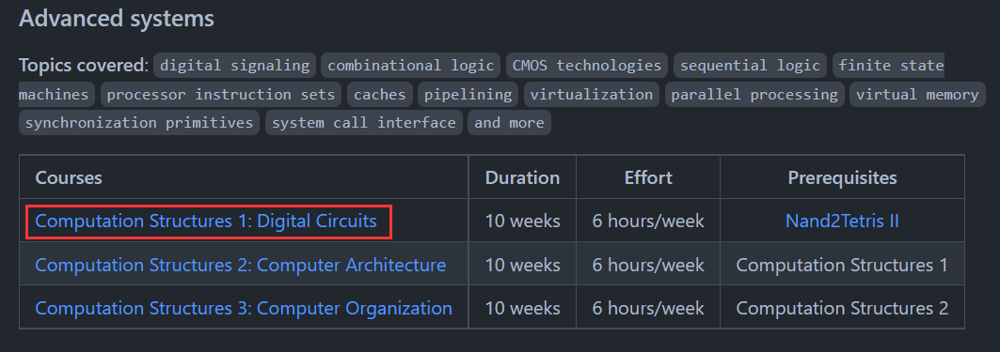 Advanced systems
Topics covered: digital signaling combinational logic CMOS technologies sequential logic finite state
machines processor instruction sets caches pipelining virtualization parallel processing virtual memory
synchronization primitives system call interface and more
Courses Duration Effort Prerequisites
Computation Structures 1: Digital Circuits 10 weeks 6 hours/week Nand2Tetris II
Computation Structures 2: Computer Architecture 10 weeks 6 hours/week Computation Structures 1
Computation Structures 3: Computer Organization 10 weeks 6 hours/week Computation Structures 2